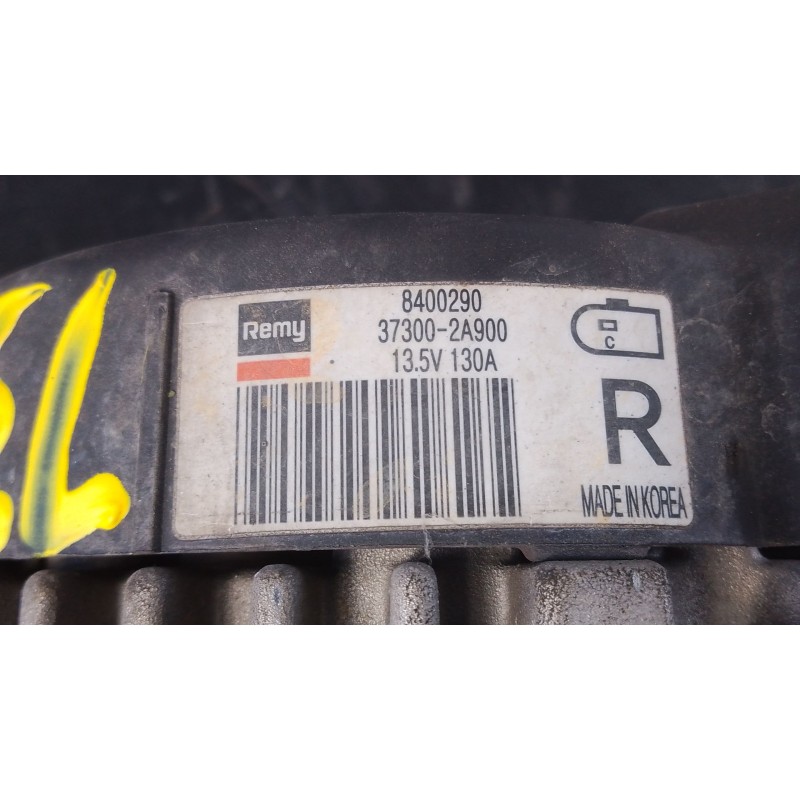 Remy
8400290
37300-2A900
13.5V 130A
C
R
MADE IN KOREA